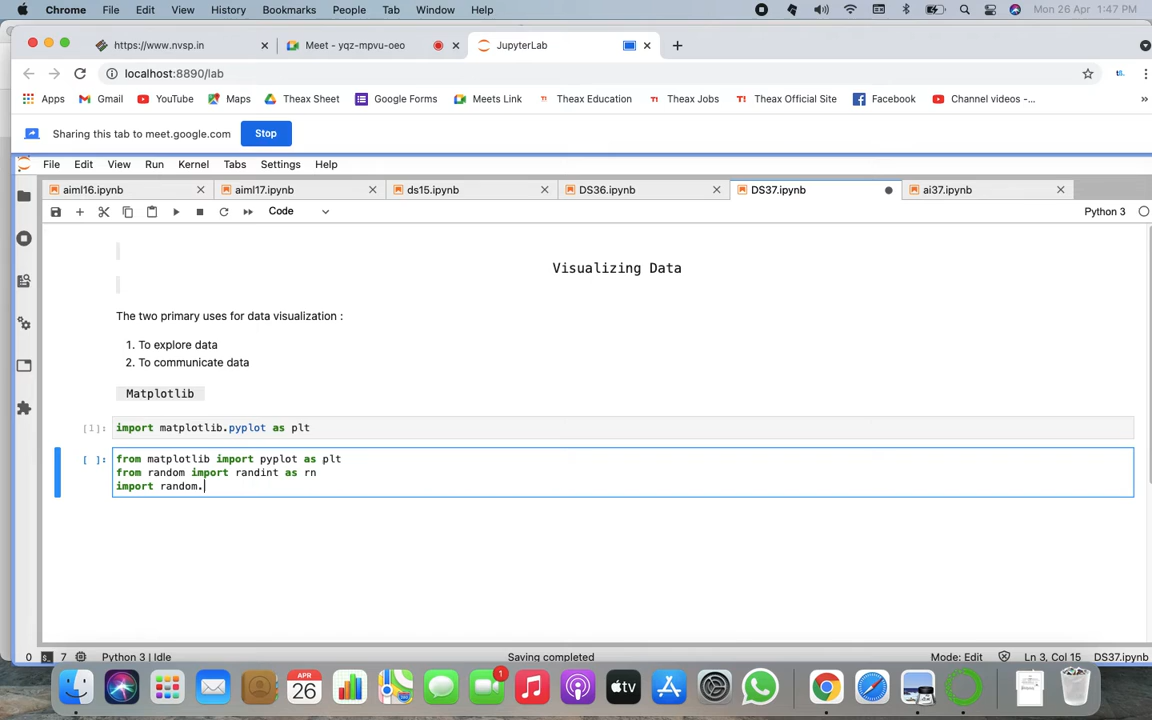 Chrome File Edit View History Bookmarks People Tab Window Help Mon 26 Apr 1:47 PM
https://www.nvsp.in Meet - yqz-mpvu-oeo JupyterLab
localhost:8890/lab
Apps Gmail YouTube Maps Theax Sheet Google Forms Meets Link Theax Education Theax Jobs Theax Official Site Facebook Channel videos -... »
Sharing this tab to meet.google.com Stop
File Edit View Run Kernel Tabs Settings Help
aiml16.ipynb aiml17.ipynb ds15.ipynb DS36.ipynb DS37.ipynb ai37.ipynb
Code Python 3
Visualizing Data
The two primary uses for data visualization :
1. To explore data
2. To communicate data
Matplotlib
[1]: import matplotlib.pyplot as plt
[ ]: from matplotlib import pyplot as plt
from random import randint as rn
import random.
0 7 Python 3 | Idle Saving completed Mode: Edit Ln 3, Col 15 DS37.ipynb
APR
26
1
tv